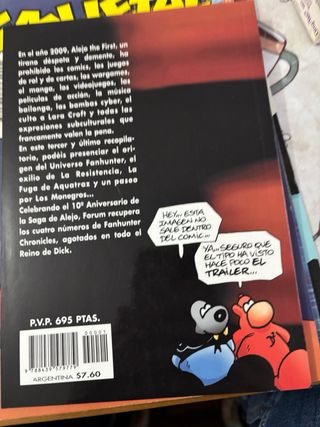 En el año 2009, Alejo the First, un
tirano déspota y demente, ha
prohibido los comics, los juegos
de rol y de cartas, los wargames,
el manga, los videojuegos, las
películas de acción, la música
bailonga, las bambas cyber, el
culto a Lara Croft y todas las
expresiones subculturales que
francamente valen la pena.
En este tercer y último recopila-
torio, podéis presenciar el ori-
gen del Universo Fanhunter, el
exilio de La Resistencia, La
Fuga de Aquatraz y un paseo
por Los Monegros...
Celebrando el 10º Aniversario de
la Saga de Alejo, Forum recupera
los cuatro números de Fanhunter
Chronicles, agotados en todo el
Reino de Dick.
HEY... ESTA
IMAGEN NO
SALE DENTRO
DEL COMIC...
YA... SEGURO QUE
EL TIPO HA VISTO
HACE POCO EL
TRAILER...
P.V.P. 695 PTAS.
00001
9 788439 579779
ARGENTINA $7.60